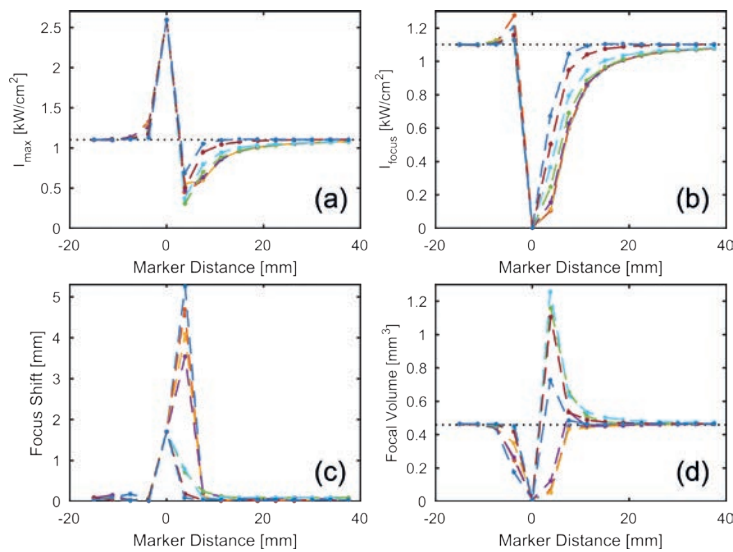 2.5
2
1.5
1
0.5
0
I_max [kW/cm²]
(a)
-20 0 20 40
Marker Distance [mm]
1.2
1
0.8
0.6
0.4
0.2
0
I_focus [kW/cm²]
(b)
-20 0 20 40
Marker Distance [mm]
5
4
3
2
1
0
Focus Shift [mm]
(c)
-20 0 20 40
Marker Distance [mm]
1.2
1
0.8
0.6
0.4
0.2
0
Focal Volume [mm³]
(d)
-20 0 20 40
Marker Distance [mm]